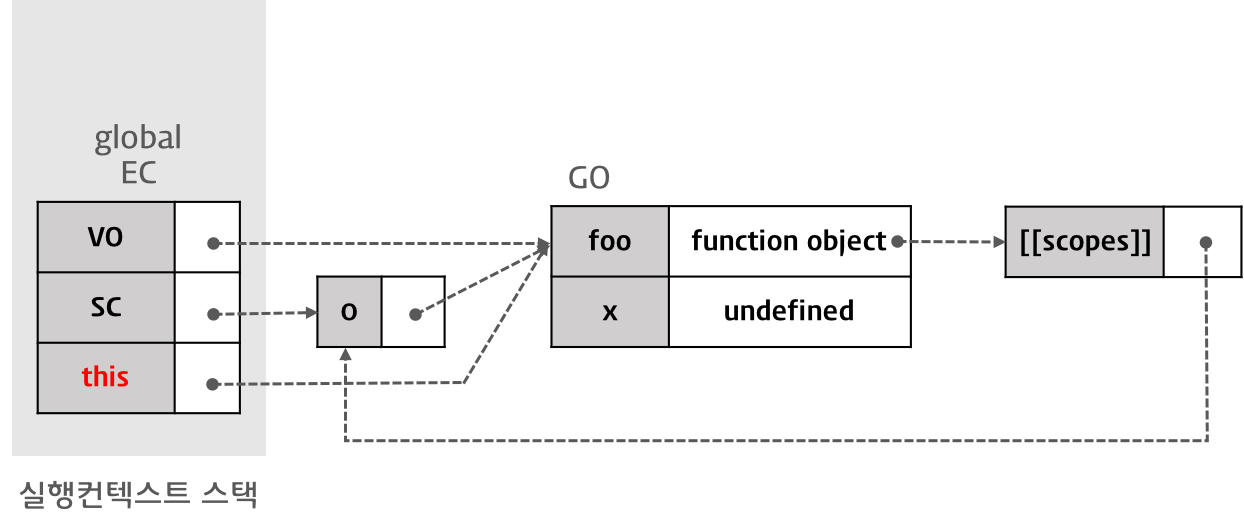 global
EC
GO
VO
foo
function object
[[scopes]]
SC
0
x
undefined
this
실행컨텍스트 스택